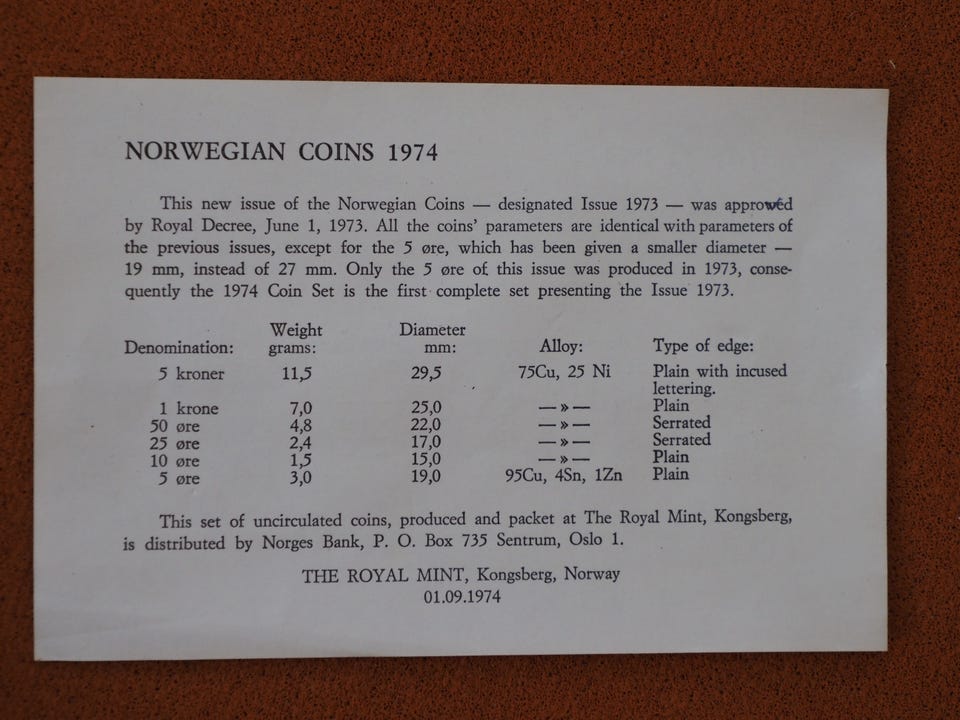 NORWEGIAN COINS 1974
This new issue of the Norwegian Coins — designated Issue 1973 — was approwed
by Royal Decree, June 1, 1973. All the coins' parameters are identical with parameters of
the previous issues, except for the 5 øre, which has been given a smaller diameter —
19 mm, instead of 27 mm. Only the 5 øre of this issue was produced in 1973, conse-
quently the 1974 Coin Set is the first complete set presenting the Issue 1973.
Weight Diameter
Denomination: grams: mm: Alloy: Type of edge:
5 kroner 11,5 29,5 75Cu, 25 Ni Plain with incused
lettering.
1 krone 7,0 25,0 — » — Plain
50 øre 4,8 22,0 — » — Serrated
25 øre 2,4 17,0 — » — Serrated
10 øre 1,5 15,0 — » — Plain
5 øre 3,0 19,0 95Cu, 4Sn, 1Zn Plain
This set of uncirculated coins, produced and packet at The Royal Mint, Kongsberg,
is distributed by Norges Bank, P. O. Box 735 Sentrum, Oslo 1.
THE ROYAL MINT, Kongsberg, Norway
01.09.1974